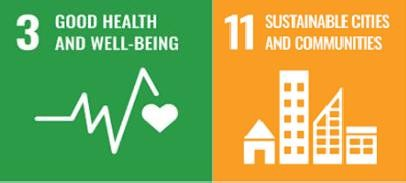 3 GOOD HEALTH
AND WELL-BEING
11 SUSTAINABLE CITIES
AND COMMUNITIES